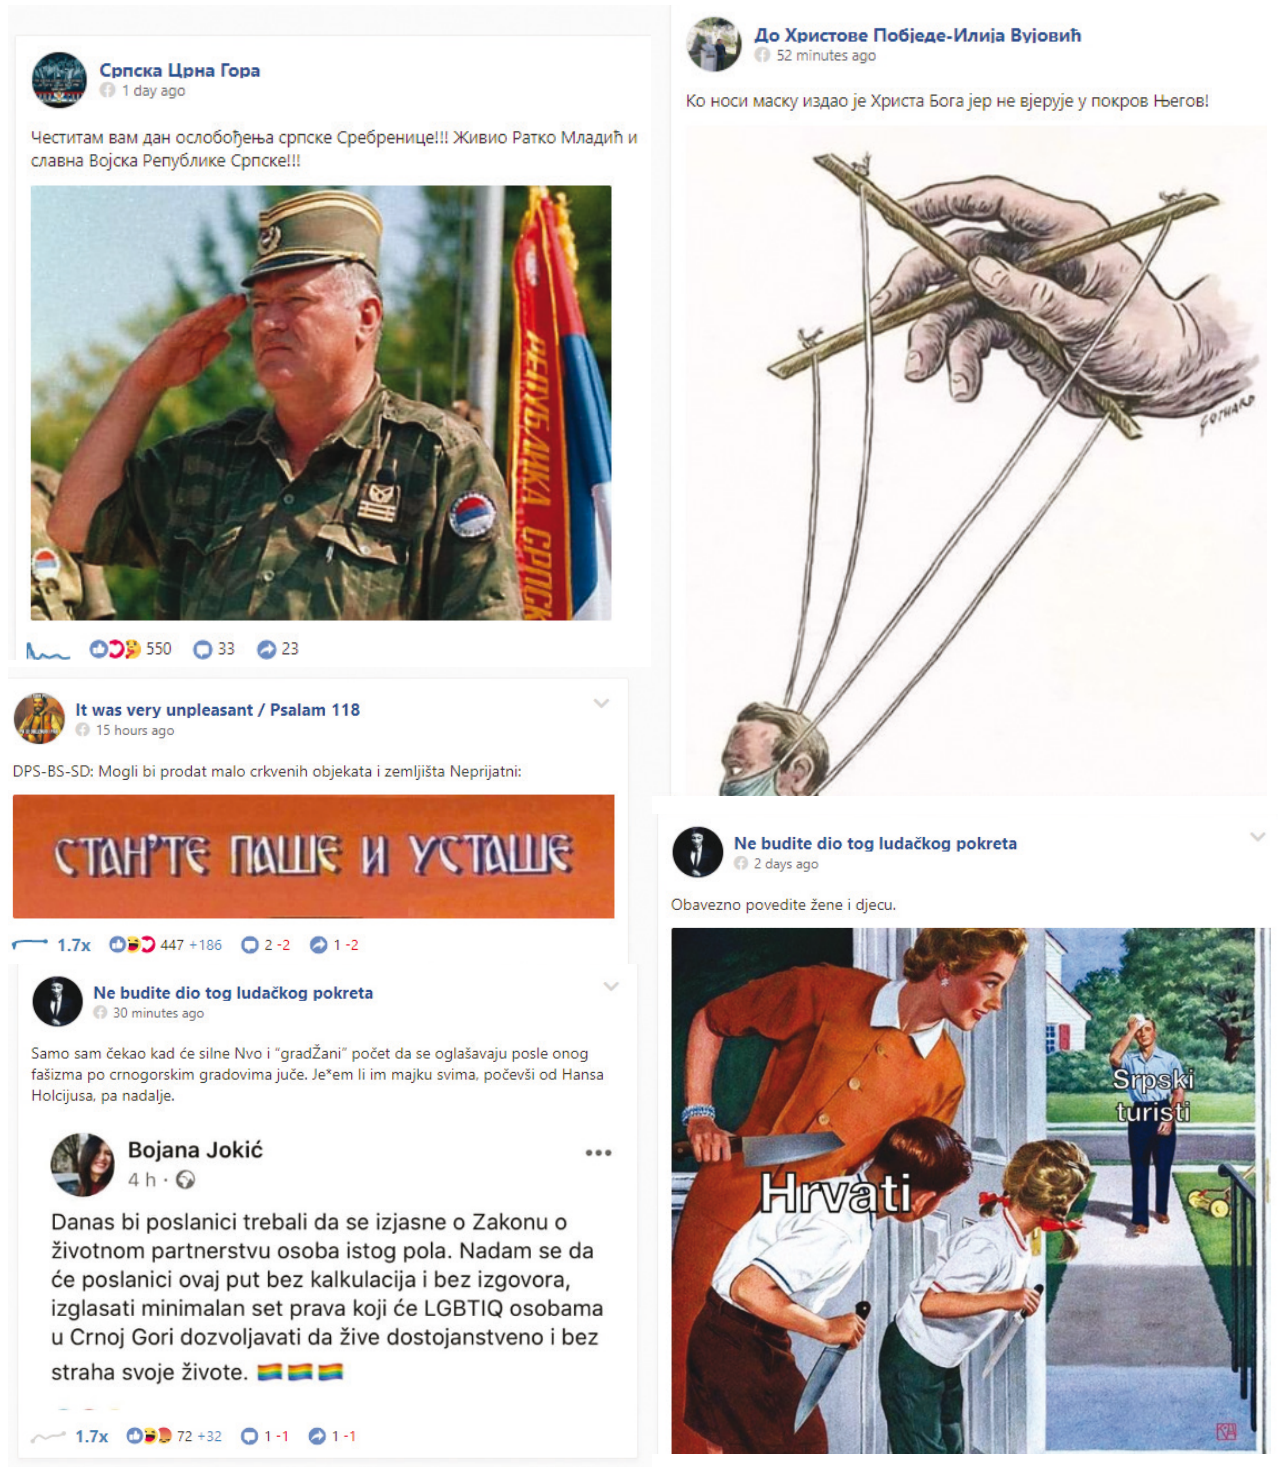 Српска Црна Гора
1 day ago
Честитам вам дан ослобођења српске Сребренице!!! Живио Ратко Младић и
славна Војска Републике Српске!!!
РЕПУБЛИКА СРПСК
550 33 23
До Христове Побједе-Илија Вујовић
52 minutes ago
Ко носи маску издао је Христа Бога јер не вјерује у покров Његов!
GOTHARD
It was very unpleasant / Psalam 118
15 hours ago
DPS-BS-SD: Mogli bi prodat malo crkvenih objekata i zemljišta Neprijatni:
СТАН'ТЕ ПАШЕ И УСТАШЕ
1.7x 447 +186 2 -2 1 -2
Ne budite dio tog ludačkog pokreta
30 minutes ago
Samo sam čekao kad će silne Nvo i "gradŽani" počet da se oglašavaju posle onog
fašizma po crnogorskim gradovima juče. Je*em li im majku svima, počevši od Hansa
Holcijusa, pa nadalje.
Bojana Jokić
4 h ·
Danas bi poslanici trebali da se izjasne o Zakonu o
životnom partnerstvu osoba istog pola. Nadam se da
će poslanici ovaj put bez kalkulacija i bez izgovora,
izglasati minimalan set prava koji će LGBTIQ osobama
u Crnoj Gori dozvoljavati da žive dostojanstveno i bez
straha svoje živote. 🏳️‍🌈🏳️‍🌈🏳️‍🌈
1.7x 72 +32 1 -1 1 -1
Ne budite dio tog ludačkog pokreta
2 days ago
Obavezno povedite žene i djecu.
Srpski
turisti
Hrvati